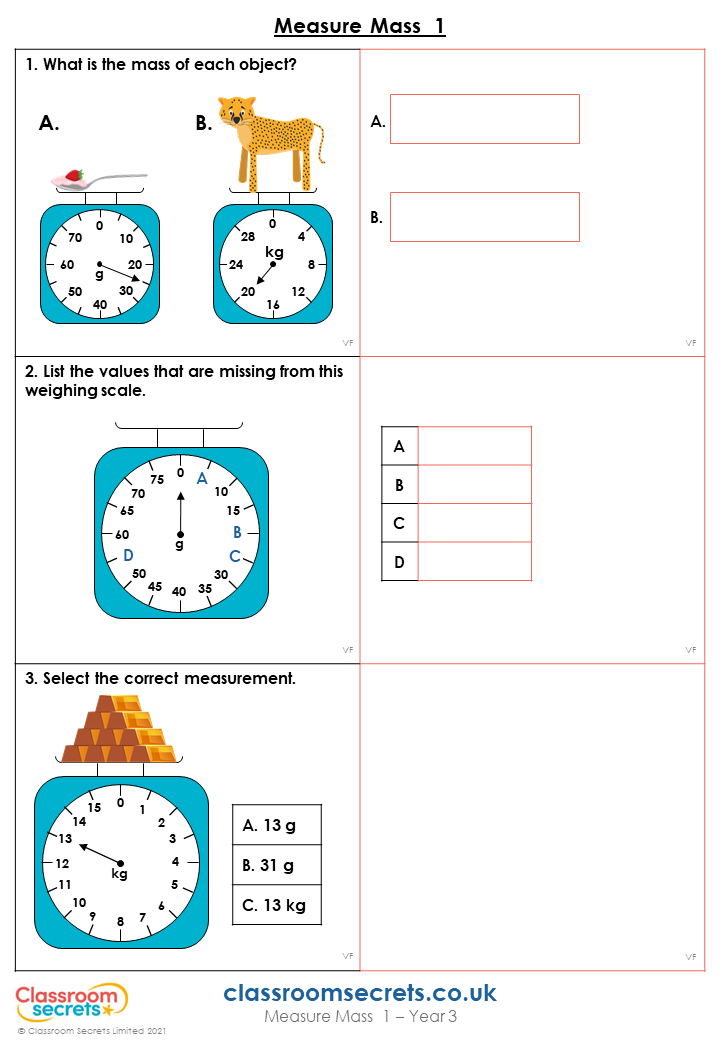 Measure Mass 1
1. What is the mass of each object?
A.
B.
0
10
20
30
40
50
60
70
g
0
4
8
12
16
20
24
28
kg
VF
A.
B.
VF
2. List the values that are missing from this
weighing scale.
0
A
10
15
B
C
30
35
40
45
50
D
60
65
70
75
g
VF
A
B
C
D
VF
3. Select the correct measurement.
0
1
2
3
4
5
6
7
8
9
10
11
12
13
14
15
kg
A. 13 g
B. 31 g
C. 13 kg
VF
VF
Classroom
secrets
© Classroom Secrets Limited 2021
classroomsecrets.co.uk
Measure Mass 1 – Year 3